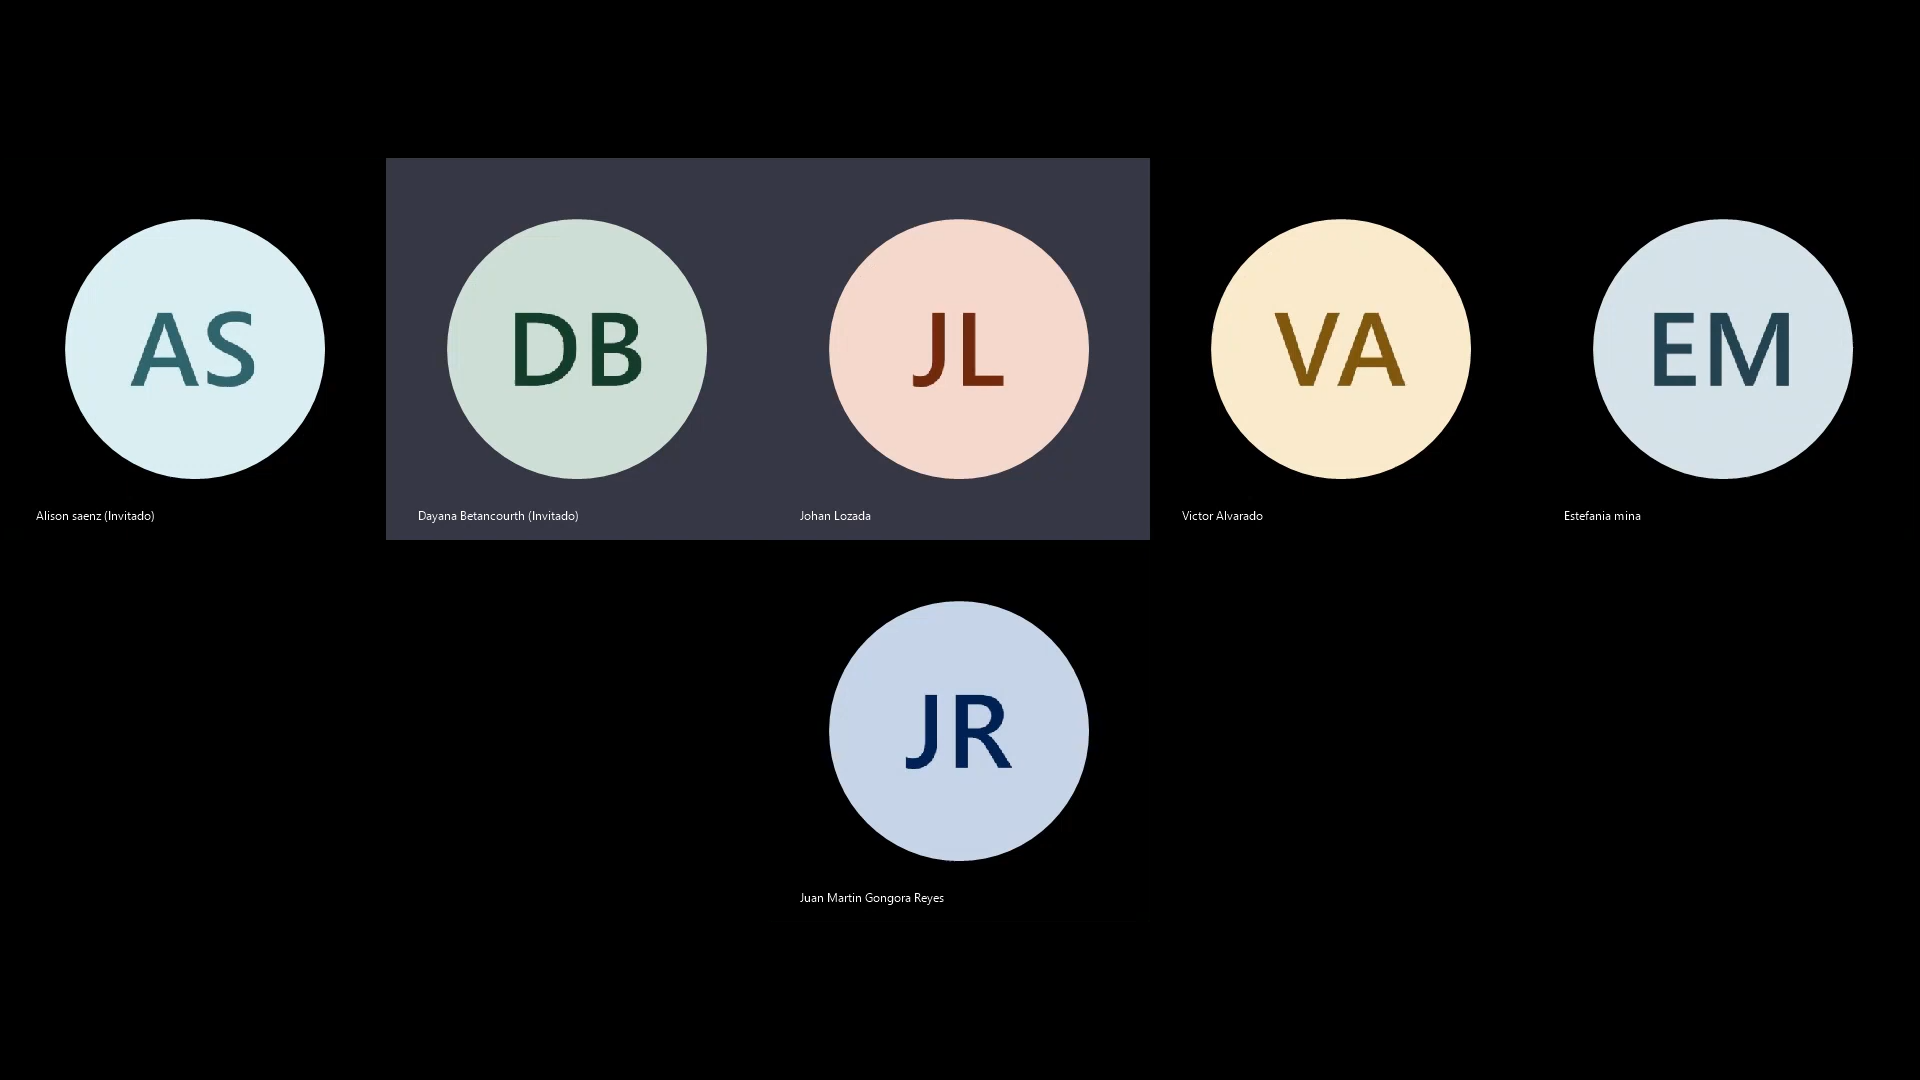 AS
DB
JL
VA
EM
Alison saenz (Invitado)
Dayana Betancourth (Invitado)
Johan Lozada
Victor Alvarado
Estefania mina
JR
Juan Martin Gongora Reyes